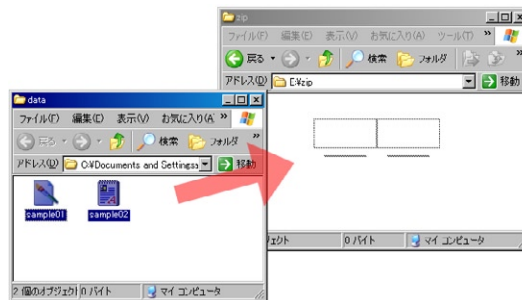 zip
ファイル(F) 編集(E) 表示(V) お気に入り(A) ツール(T) »
戻る 検索 フォルダ »
アドレス(D) E:¥zip 移動
data
ファイル(F) 編集(E) 表示(V) お気に入り(A) »
戻る 検索 フォルダ »
アドレス(D) C:¥Documents and Settings 移動
sample01 sample02
ェクト 0 バイト マイ コンピュータ
2 個のオブジェクト 0 バイト マイ コンピュータ